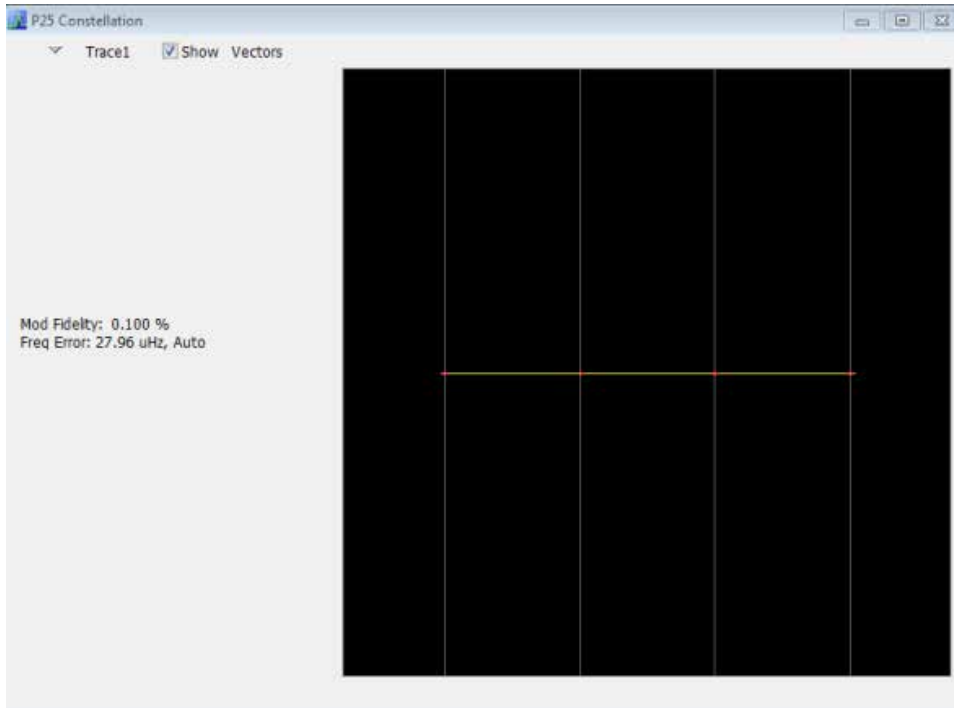 P25 Constellation
Trace1 Show Vectors
Mod Fidelity: 0.100 %
Freq Error: 27.96 uHz, Auto